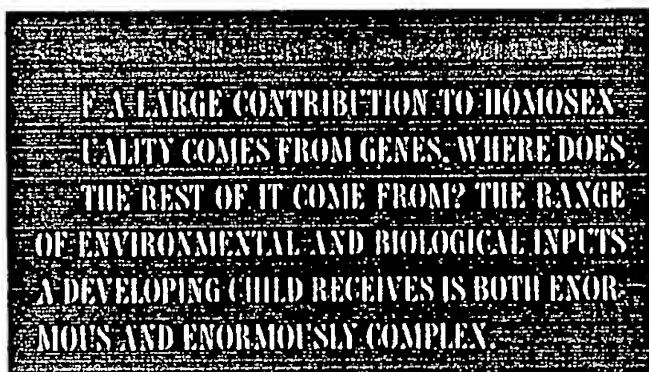 F A LARGE CONTRIBUTION TO HOMOSEX-
UALITY COMES FROM GENES, WHERE DOES
THE REST OF IT COME FROM? THE RANGE
OF ENVIRONMENTAL AND BIOLOGICAL INPUTS
A DEVELOPING CHILD RECEIVES IS BOTH ENOR-
MOUS AND ENORMOUSLY COMPLEX.